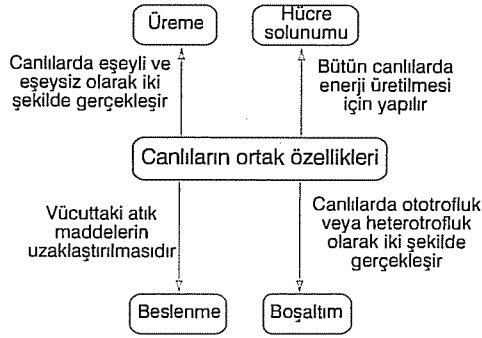 Üreme
Hücre
solunumu
Canlılarda eşeyli ve
eşeysiz olarak iki
şekilde gerçekleşir
Bütün canlılarda
enerji üretilmesi
için yapılır
Canlıların ortak özellikleri
Vücuttaki atık
maddelerin
uzaklaştırılmasıdır
Canlılarda ototrofluk
veya heterotrofluk
olarak iki şekilde
gerçekleşir
Beslenme
Boşaltım